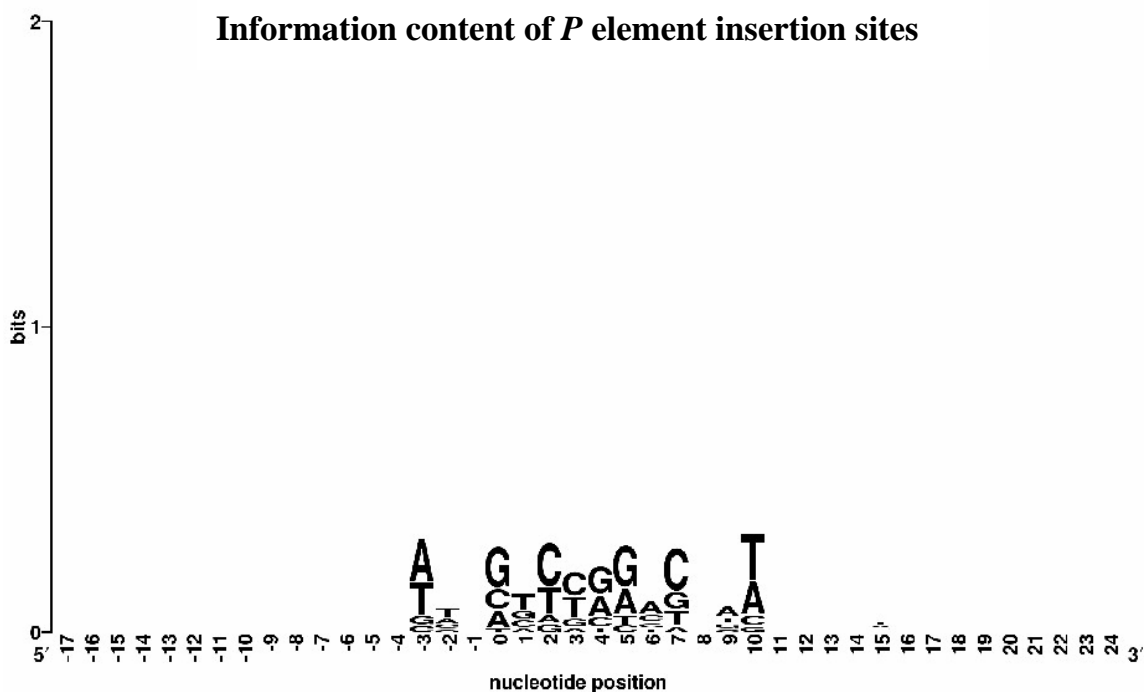 Information content of P element insertion sites
2
bits
1
0
A T G C T C G G A C A T
C T T T A A G A
A
5′ -17 -16 -15 -14 -13 -12 -11 -10 -9 -8 -7 -6 -5 -4 -3 -2 -1 0 1 2 3 4 5 6 7 8 9 10 11 12 13 14 15 16 17 18 19 20 21 22 23 24 3′
nucleotide position